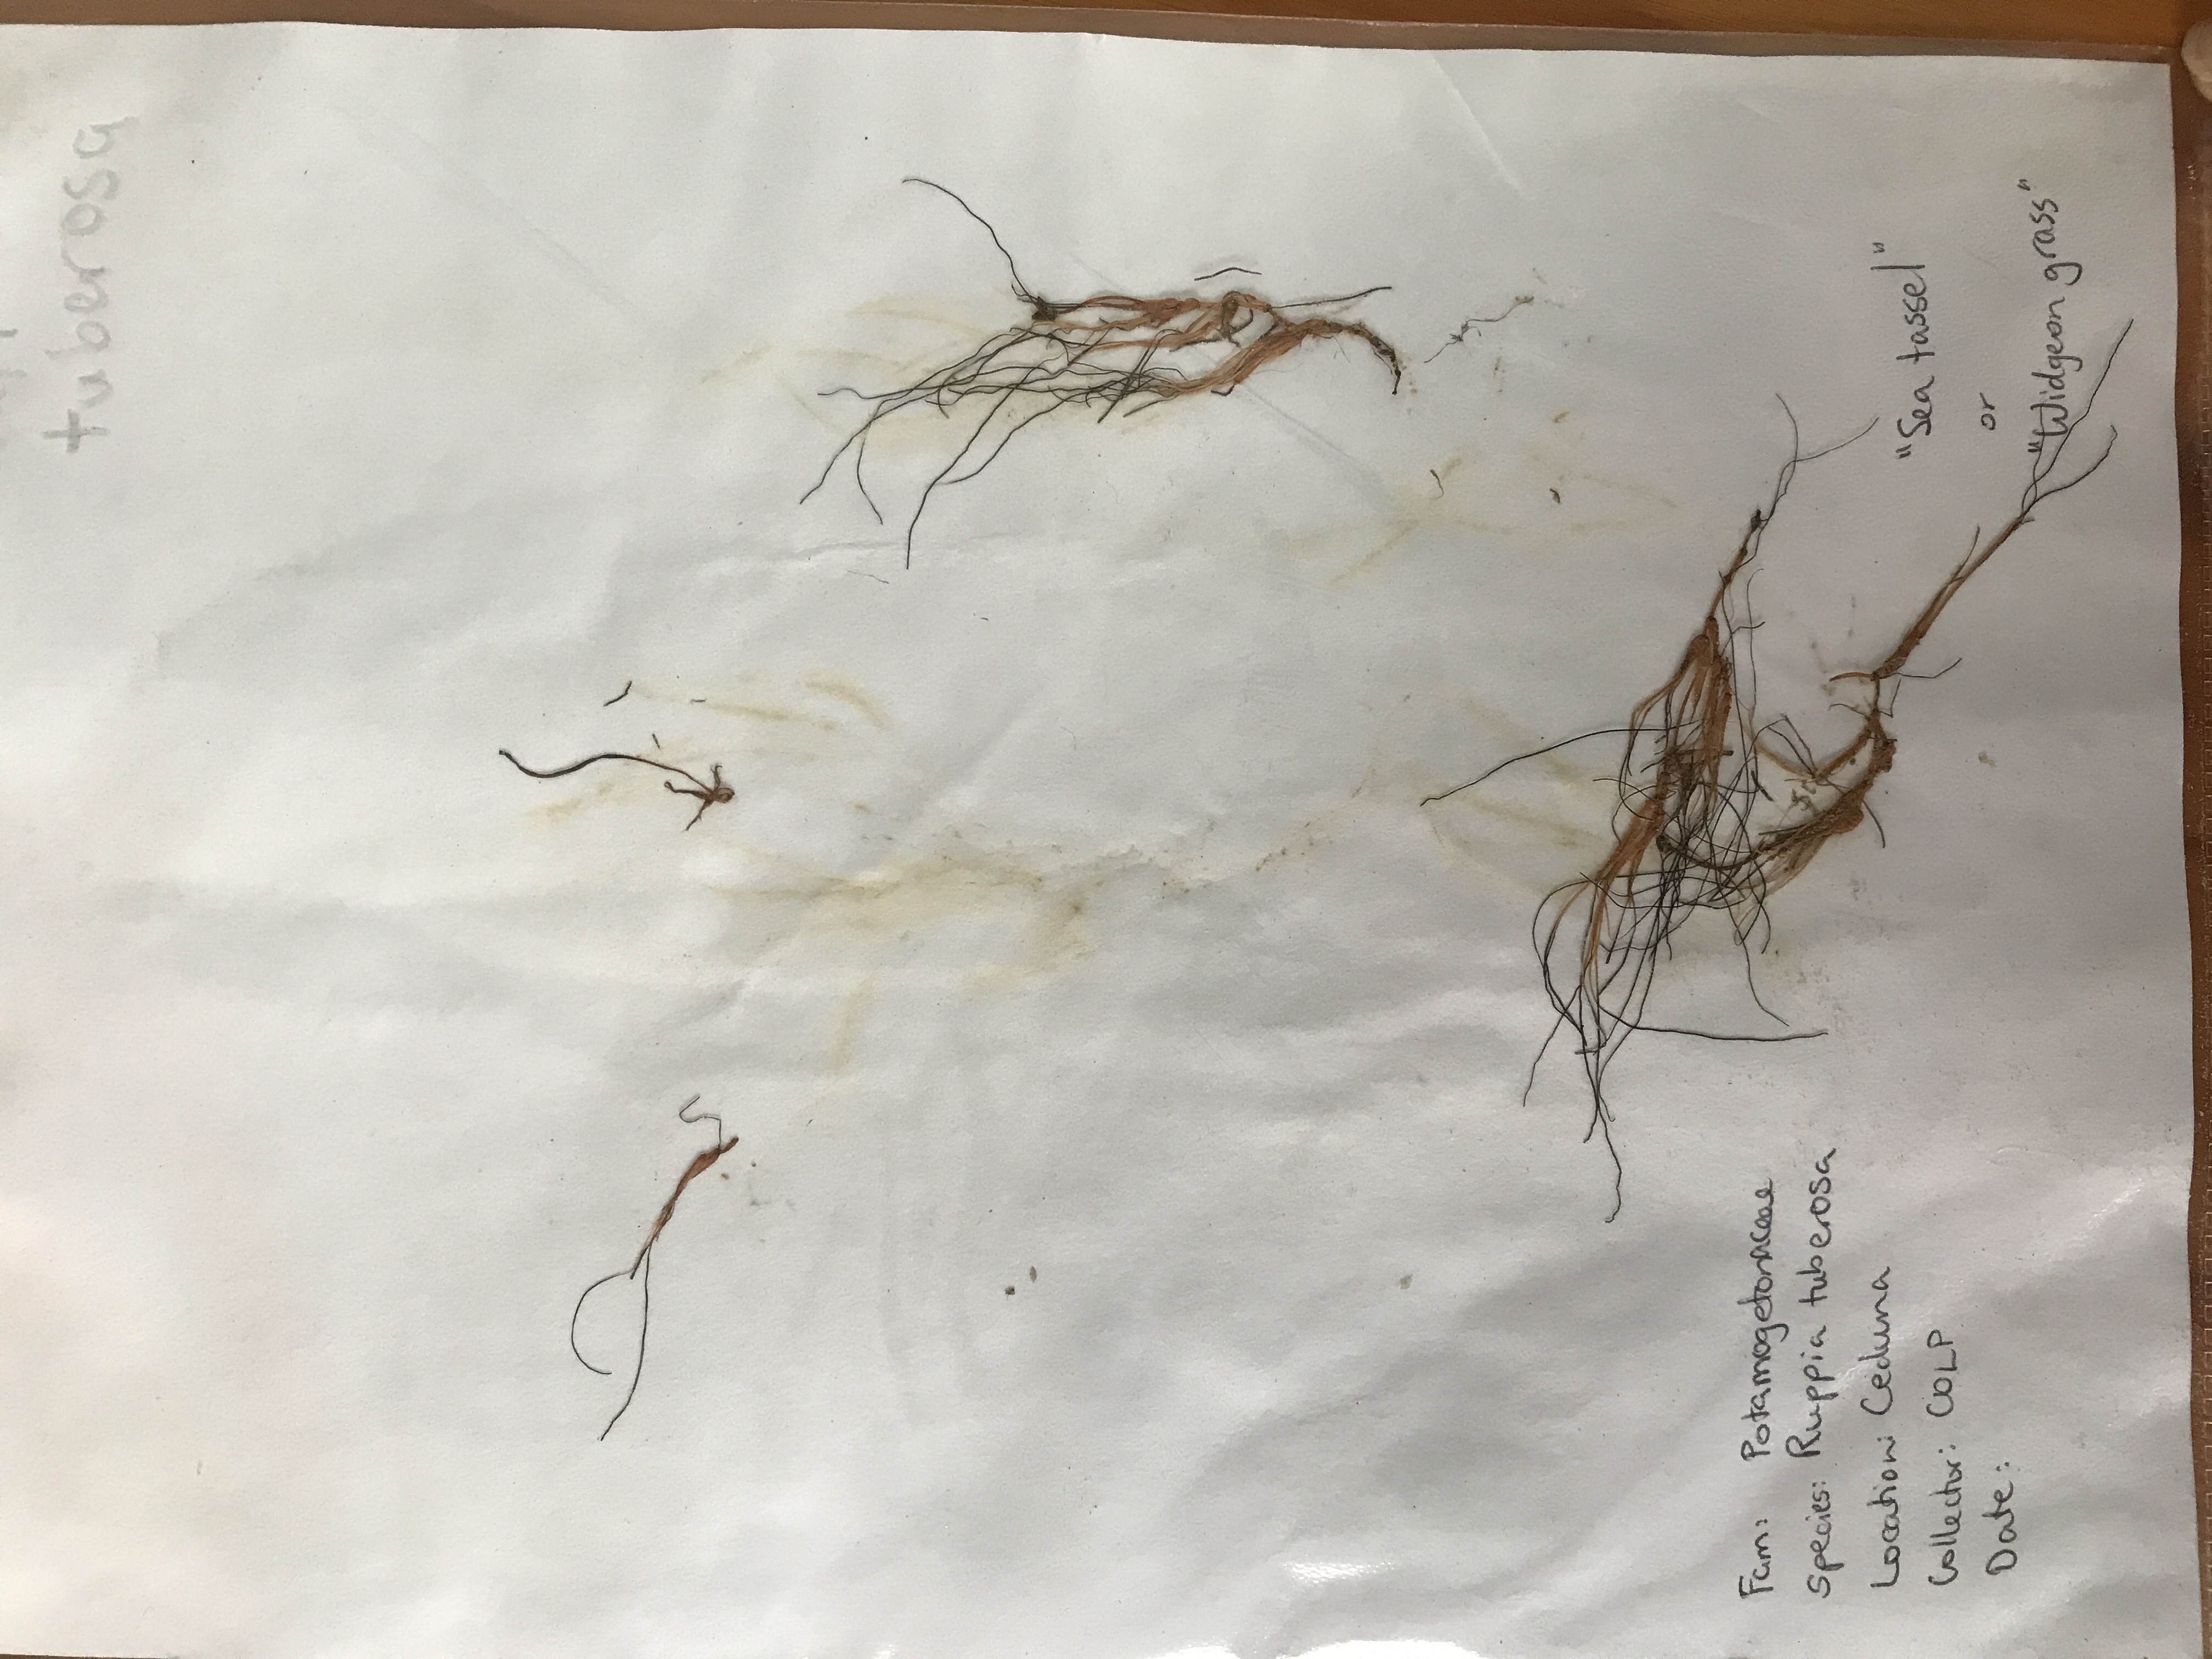 tuberosa
Fam: Potamogetonaceae
Species: Ruppia tuberosa
Location: Ceduna
Collector: COLP
Date:
"Sea tassel"
or
"Widgeon grass"